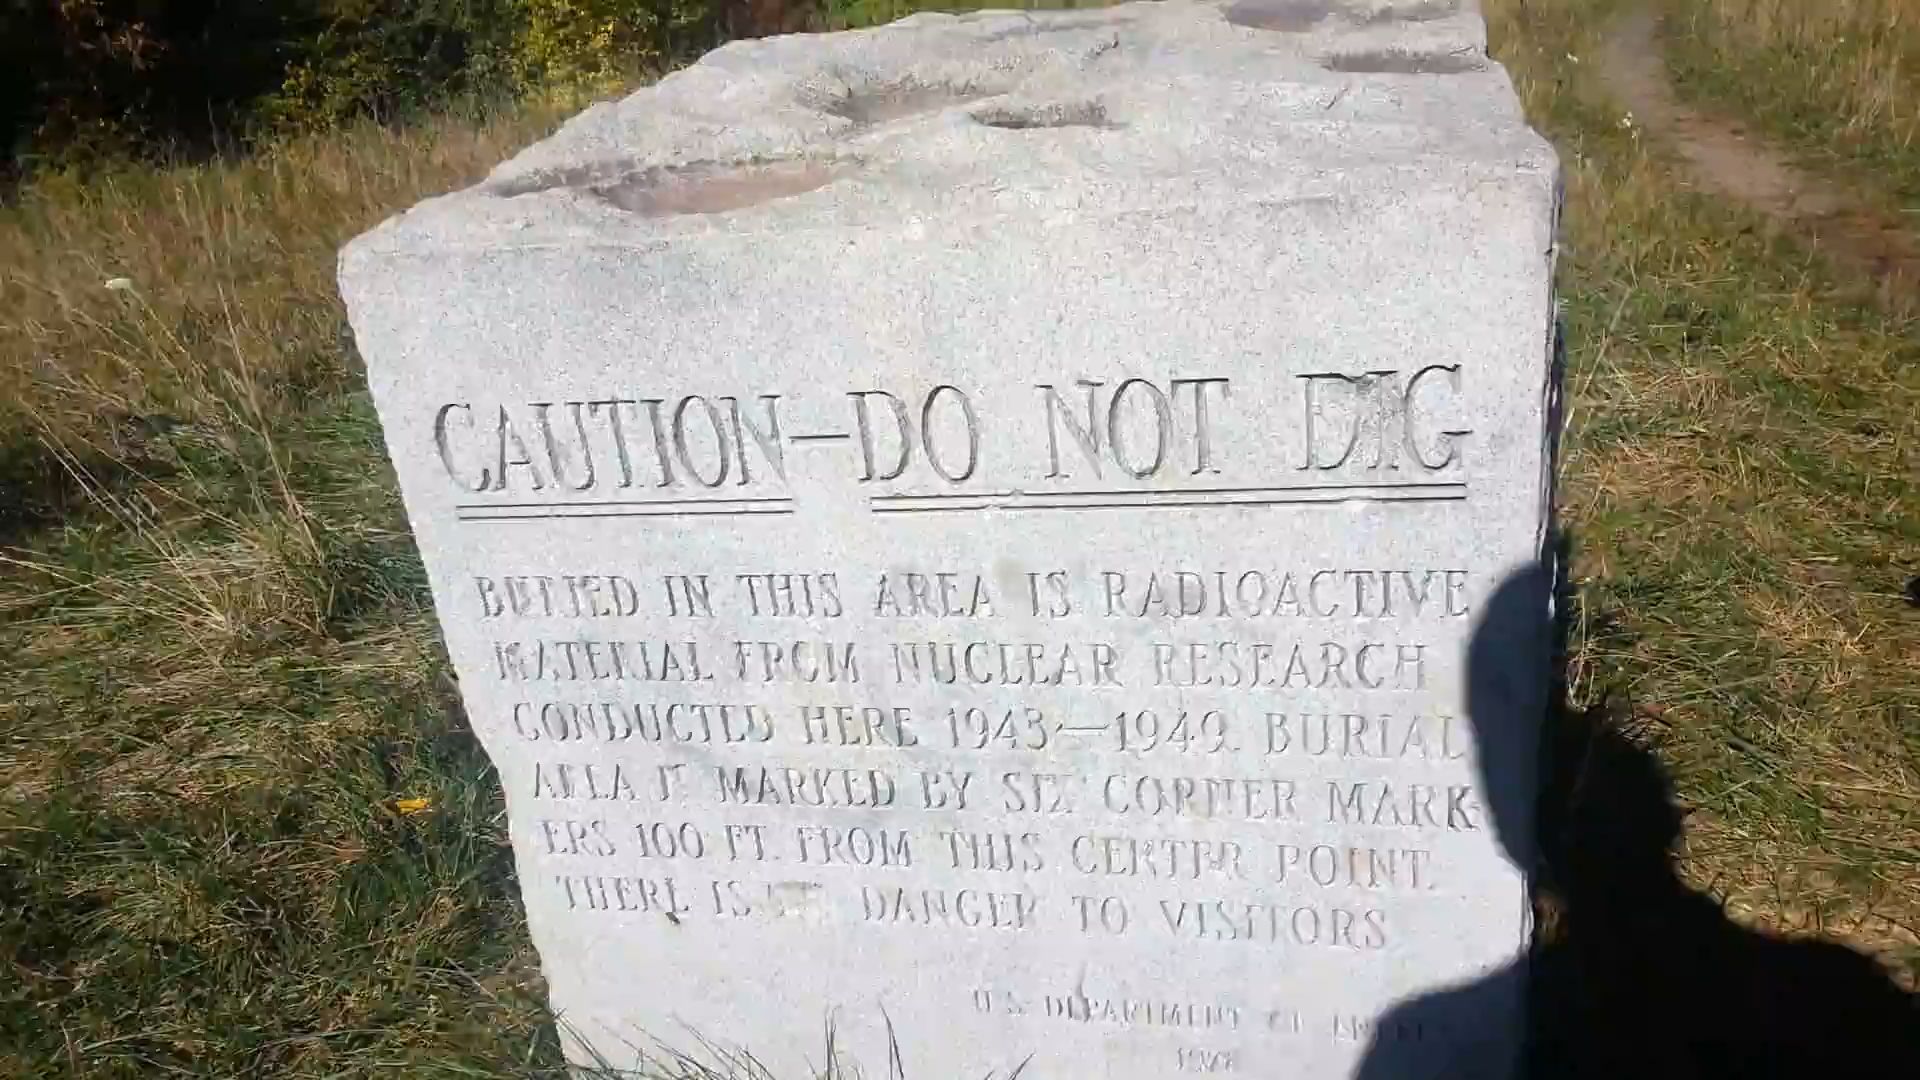 CAUTION—DO NOT DIG
BURIED IN THIS AREA IS RADIOACTIVE
MATERIAL FROM NUCLEAR RESEARCH
CONDUCTED HERE 1943—1949. BURIAL
AREA IS MARKED BY SIX CORNER MARK-
ERS 100 FT. FROM THIS CENTER POINT.
THERE IS DANGER TO VISITORS
U.S. DEPARTMENT OF